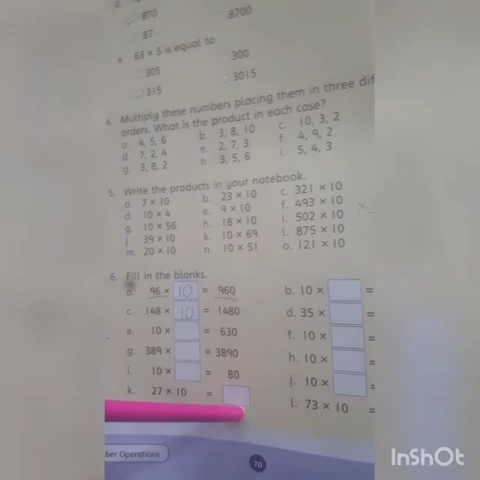 d.
870
8700
87
e. 63 × 5 is equal to
305
300
315
3015
4. Multiply these numbers placing them in three dif
orders. What is the product in each case?
a. 4, 5, 6 b. 3, 8, 10 c. 10, 3, 2
d. 7, 2, 4 e. 2, 7, 3 f. 4, 9, 2
g. 3, 8, 2 h. 3, 5, 6 i. 5, 4, 3
5. Write the products in your notebook.
a. 7 × 10 b. 23 × 10 c. 321 × 10
d. 10 × 4 e. 9 × 10 f. 493 × 10
g. 10 × 56 h. 18 × 10 i. 502 × 10
j. 39 × 10 k. 10 × 69 l. 875 × 10
m. 20 × 10 n. 10 × 51 o. 121 × 10
6. Fill in the blanks.
a. 96 × 10 = 960 b. 10 × =
c. 148 × 10 = 1480 d. 35 × =
e. 10 × = 630 f. 10 × =
g. 389 × = 3890 h. 10 × =
i. 10 × = 80 j. 10 × =
k. 27 × 10 = l. 73 × 10 =
ber Operations
70
InShOt